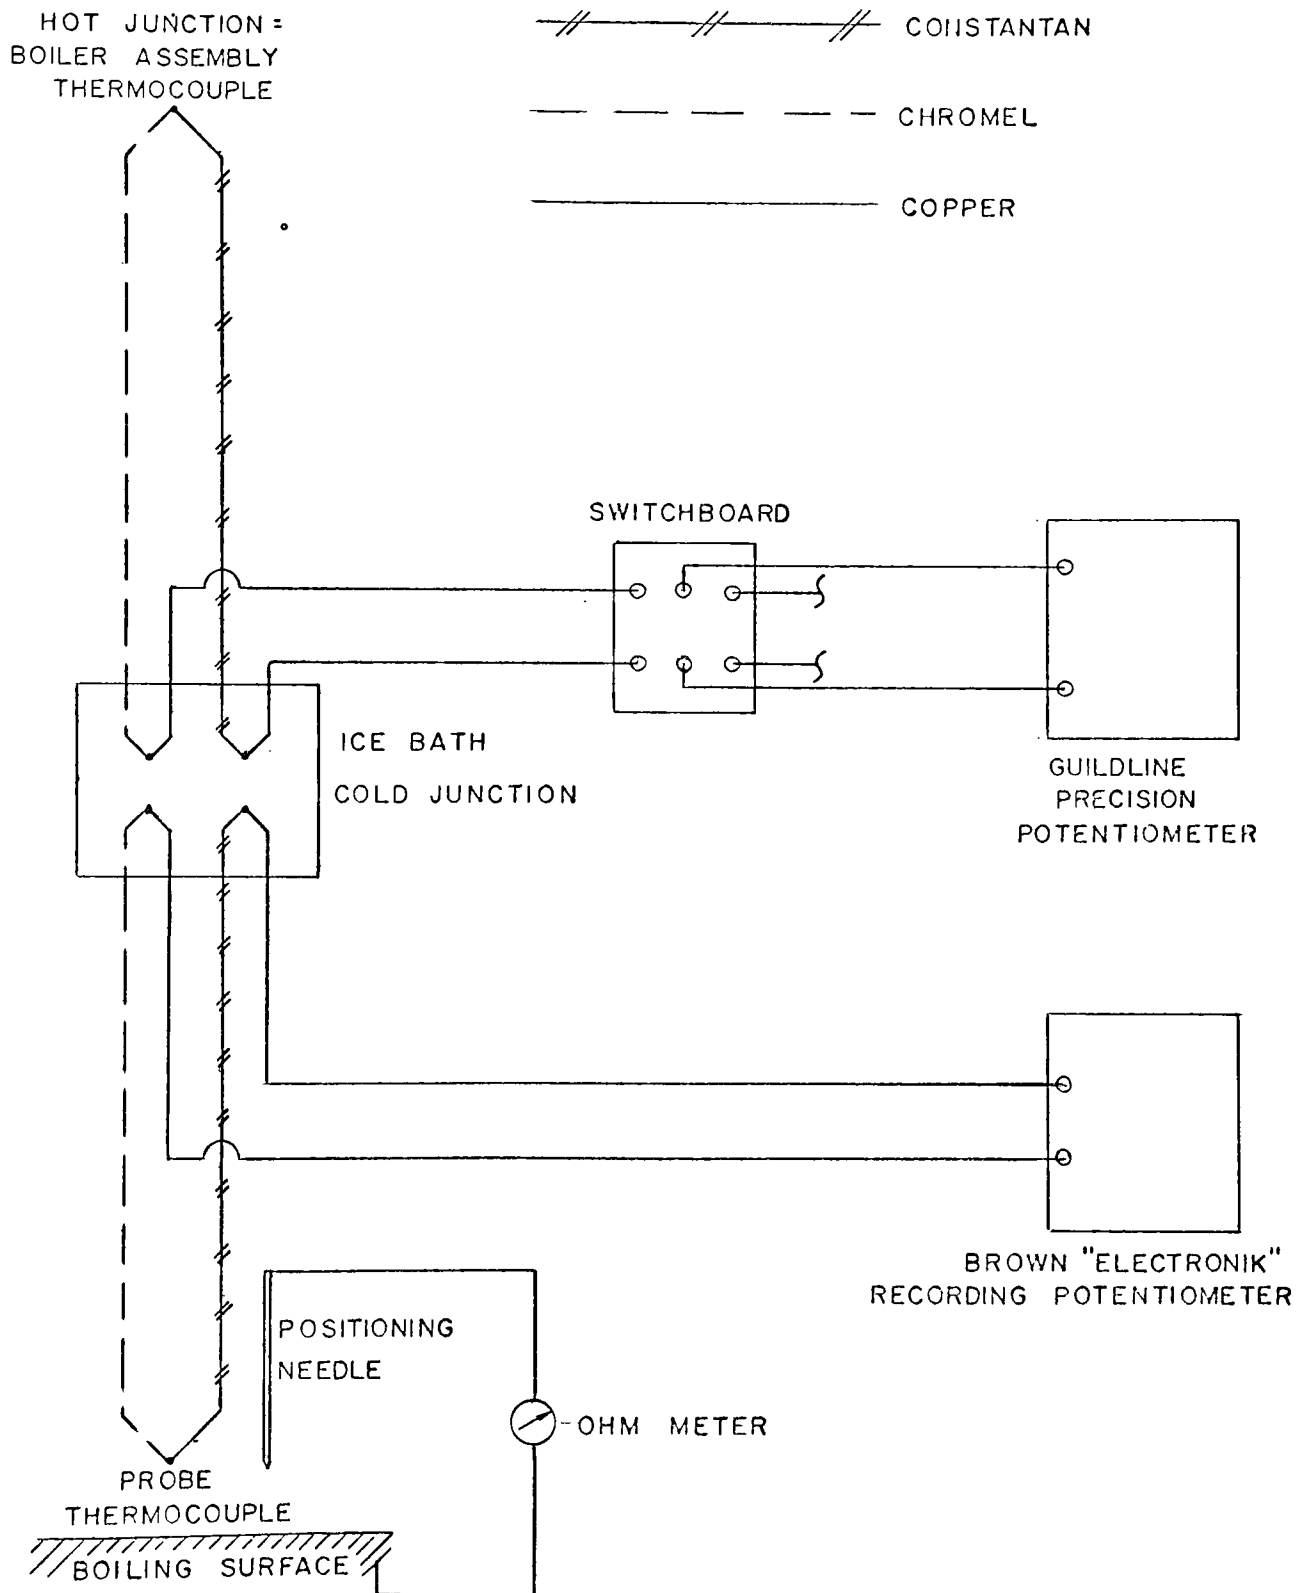 HOT JUNCTION =
BOILER ASSEMBLY
THERMOCOUPLE
CONSTANTAN
CHROMEL
COPPER
SWITCHBOARD
ICE BATH
COLD JUNCTION
GUILDLINE
PRECISION
POTENTIOMETER
BROWN "ELECTRONIK"
RECORDING POTENTIOMETER
POSITIONING
NEEDLE
OHM METER
PROBE
THERMOCOUPLE
BOILING SURFACE